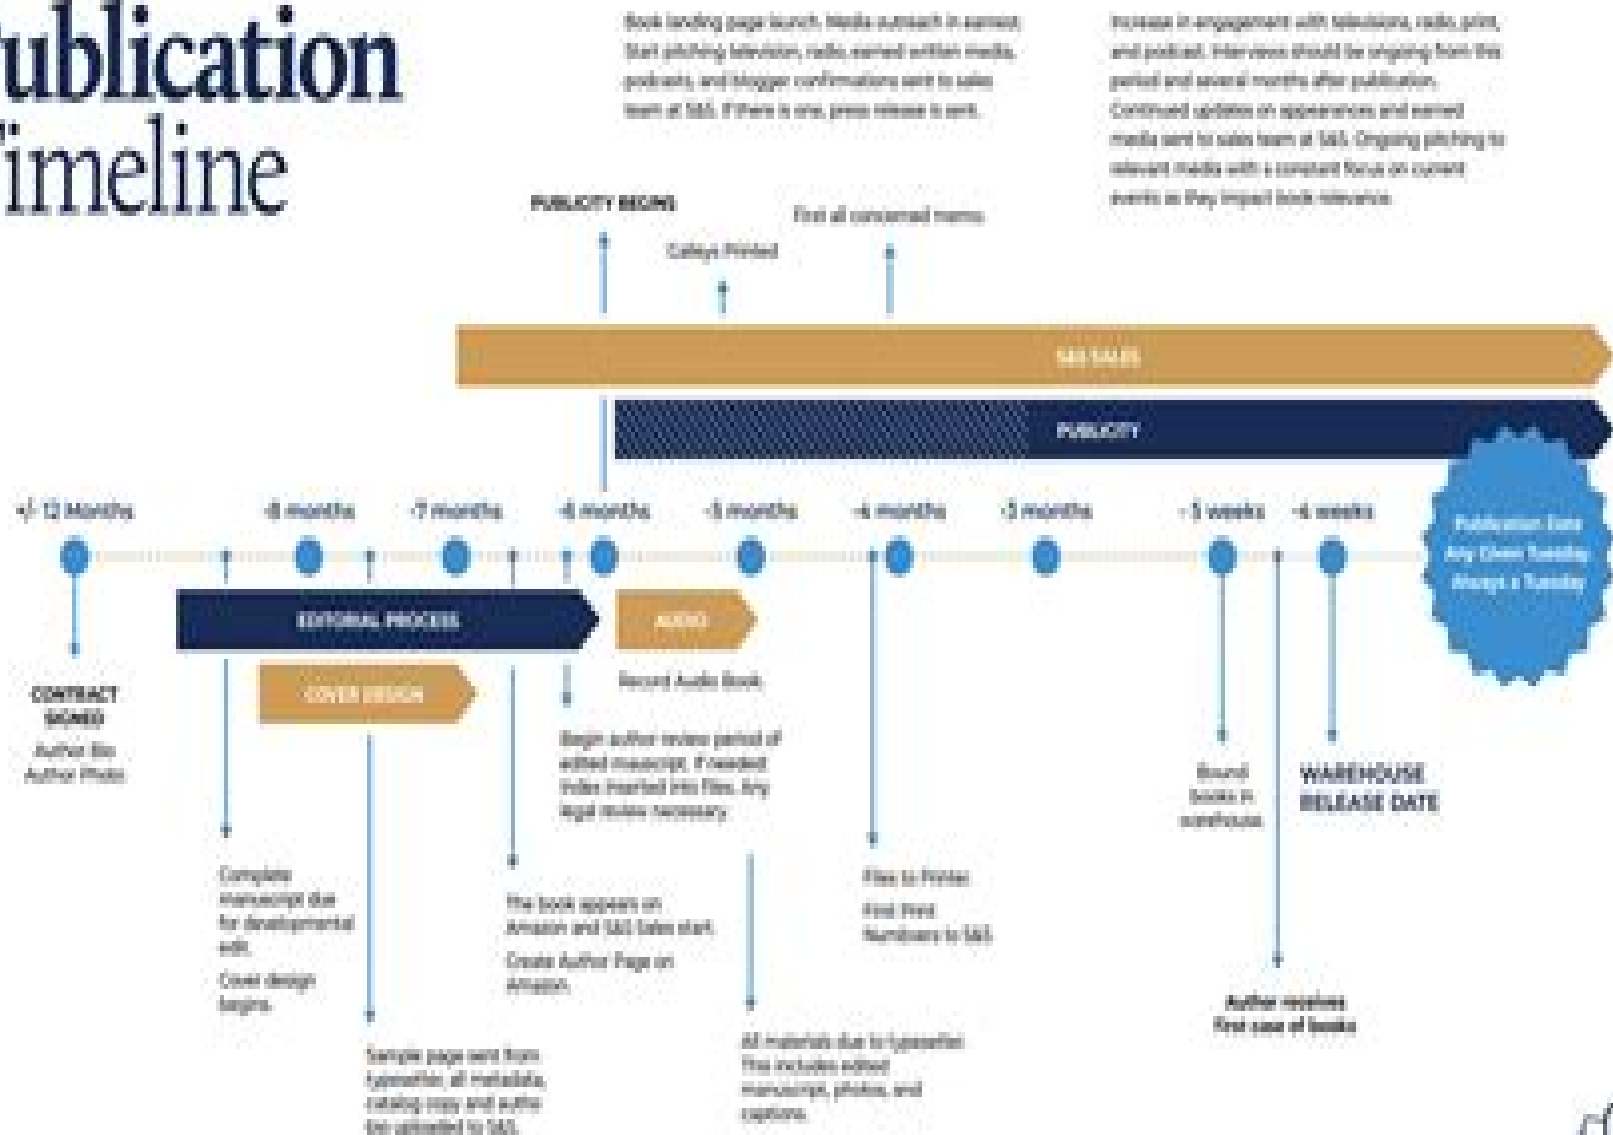 Publication
Timeline
Book landing page launch. Media outreach in earnest.
Start pitching television, radio, earned written media,
podcasts, and blogger confirmations sent to sales
team at S&S. If there is one, press release is sent.
Increase in engagement with televisions, radio, print,
and podcast. Interviews should be ongoing from this
period and several months after publication.
Continued updates on appearances and earned
media sent to sales team at S&S. Ongoing pitching to
relevant media with a constant focus on current
events as they impact book relevance.
PUBLICITY BEGINS
Galleys Printed
First all concerned
S&S SALES
PUBLICITY
+/- 12 Months
-8 months
-7 months
-6 months
-5 months
-4 months
-3 months
- 5 weeks
-4 weeks
Publication Date
Any Given Tuesday
Always a Tuesday
EDITORIAL PROCESS
AUDIO
COVER DESIGN
Record Audio Book
CONTRACT
SIGNED
Author Bio
Author Photo
Begin author review period of
edited manuscript. If needed
index inserted into files. Any
legal review necessary
Bound
books in
warehouse
WAREHOUSE
RELEASE DATE
Complete
manuscript due
for developmental
edit.
Cover design
begins.
The book appears on
Amazon and S&S Sales start.
Create Author Page on
Amazon.
Files to Printer
First Print
Numbers to S&S
Author receives
first case of books
Sample page sent from
typesetter, all metadata,
catalog copy and author
bio uploaded to S&S.
All materials due to typesetter
This includes edited
manuscript, photos, and
captions.